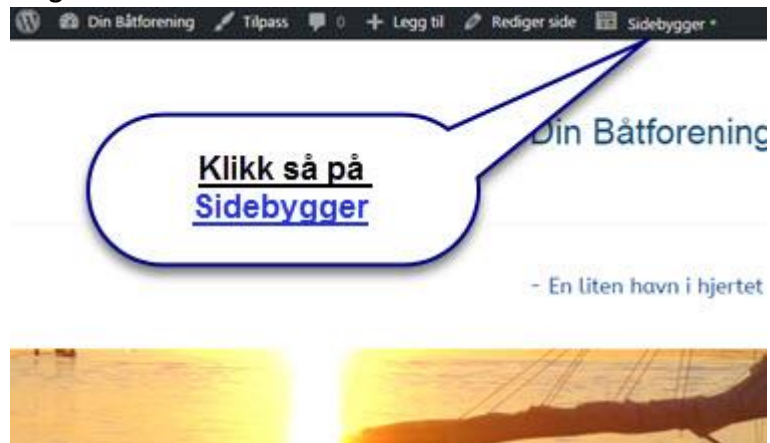 Din Båtforening Tilpass 0 Legg til Rediger side Sidebygger
Din Båtforening
Klikk så på
Sidebygger
- En liten havn i hjertet